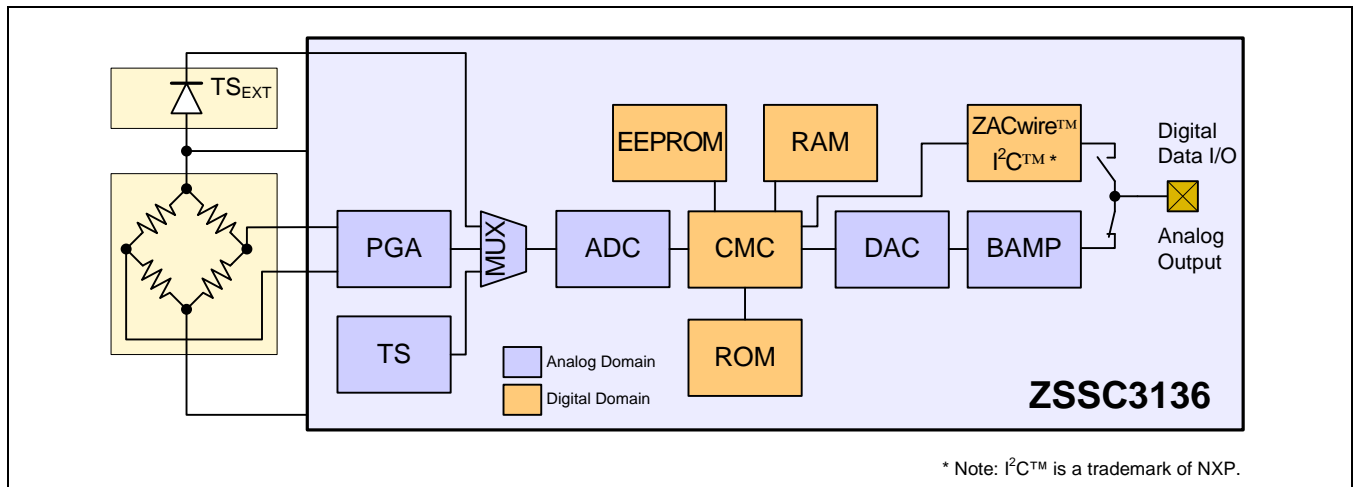 TSEXT
EEPROM
RAM
ZACwire™
I²C™ *
Digital
Data I/O
PGA
MUX
ADC
CMC
DAC
BAMP
Analog
Output
TS
ROM
Analog Domain
Digital Domain
ZSSC3136
* Note: I²C™ is a trademark of NXP.